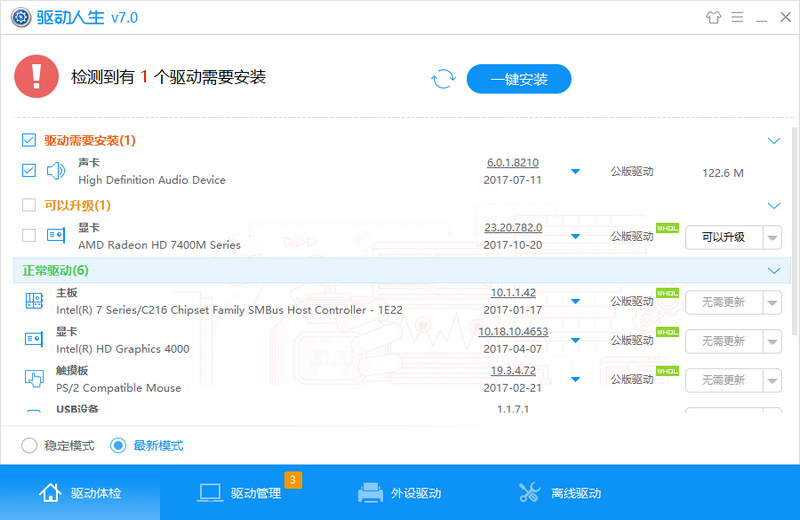 驱动人生 v7.0
检测到有 1 个驱动需要安装
一键安装
驱动需要安装(1)
声卡
High Definition Audio Device
6.0.1.8210
2017-07-11
公版驱动
122.6 M
可以升级(1)
显卡
AMD Radeon HD 7400M Series
23.20.782.0
2017-10-20
公版驱动
WHQL
可以升级
正常驱动(6)
主板
Intel(R) 7 Series/C216 Chipset Family SMBus Host Controller - 1E22
10.1.1.42
2017-01-17
公版驱动
WHQL
无需更新
显卡
Intel(R) HD Graphics 4000
10.18.10.4653
2017-04-07
公版驱动
WHQL
无需更新
触摸板
PS/2 Compatible Mouse
19.3.4.72
2017-02-21
公版驱动
WHQL
无需更新
USB设备
1.1.7.1
稳定模式
最新模式
驱动体检
驱动管理
3
外设驱动
离线驱动